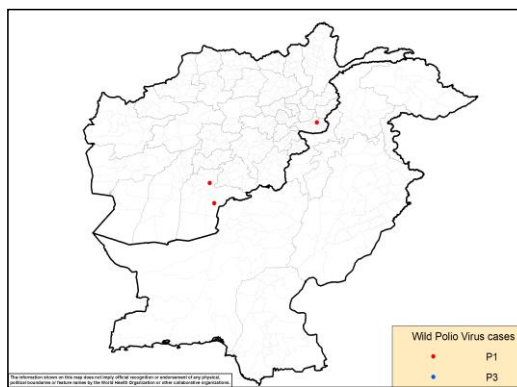 Wild Polio Virus cases
P1
P3
The information shown on this map does not imply official recognition or endorsement of any physical,
political boundaries or feature names by the World Health Organization or other collaborative organizations.